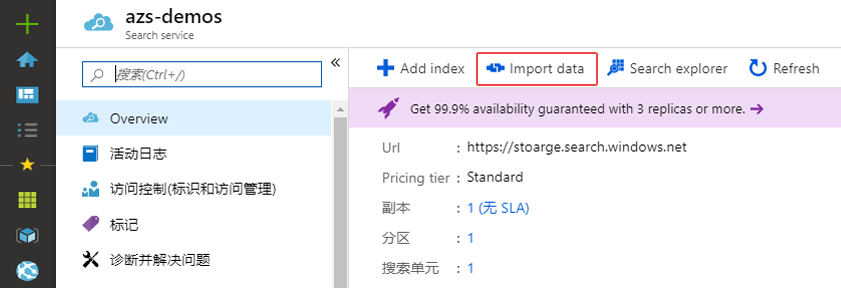 azs-demos
Search service
搜索(Ctrl+/)
«
Overview
活动日志
访问控制(标识和访问管理)
标记
诊断并解决问题
Add index
Import data
Search explorer
Refresh
Get 99.9% availability guaranteed with 3 replicas or more. →
Url : https://stoarge.search.windows.net
Pricing tier : Standard
副本 : 1 (无 SLA)
分区 : 1
搜索单元 : 1